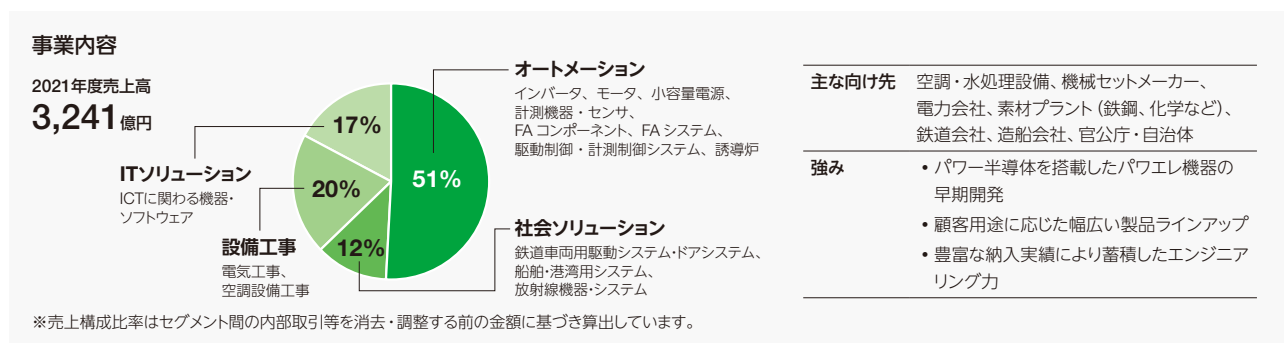 事業内容
2021年度売上高
3,241億円
オートメーション
インバータ、モータ、小容量電源、
計測機器・センサ、
FA コンポーネント、FA システム、
駆動制御・計測制御システム、誘導炉
51%
社会ソリューション
鉄道車両用駆動システム・ドアシステム、
船舶・港湾用システム、
放射線機器・システム
12%
設備工事
電気工事、
空調設備工事
20%
ITソリューション
ICTに関わる機器・
ソフトウェア
17%
主な向け先
空調・水処理設備、機械セットメーカー、
電力会社、素材プラント（鉄鋼、化学など）、
鉄道会社、造船会社、官公庁・自治体
強み
• パワー半導体を搭載したパワエレ機器の
早期開発
• 顧客用途に応じた幅広い製品ラインアップ
• 豊富な納入実績により蓄積したエンジニア
リング力
※売上構成比率はセグメント間の内部取引等を消去・調整する前の金額に基づき算出しています。